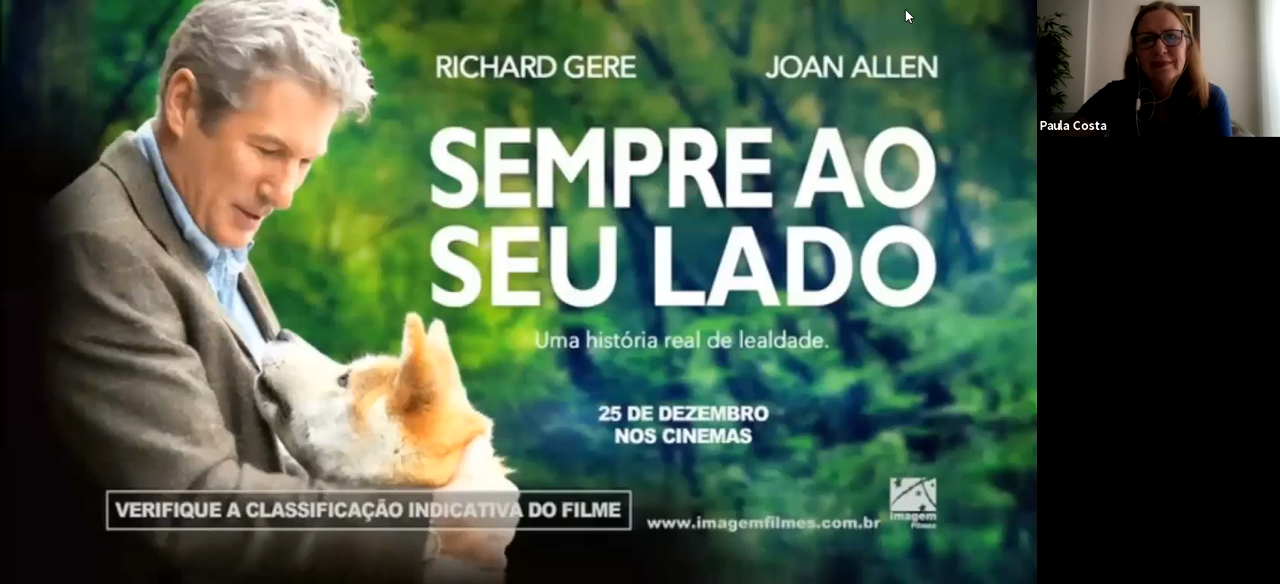 RICHARD GERE
JOAN ALLEN
SEMPRE AO
SEU LADO
Uma história real de lealdade.
25 DE DEZEMBRO
NOS CINEMAS
VERIFIQUE A CLASSIFICAÇÃO INDICATIVA DO FILME
www.imagemfilmes.com.br
imagem
Filmes
Paula Costa